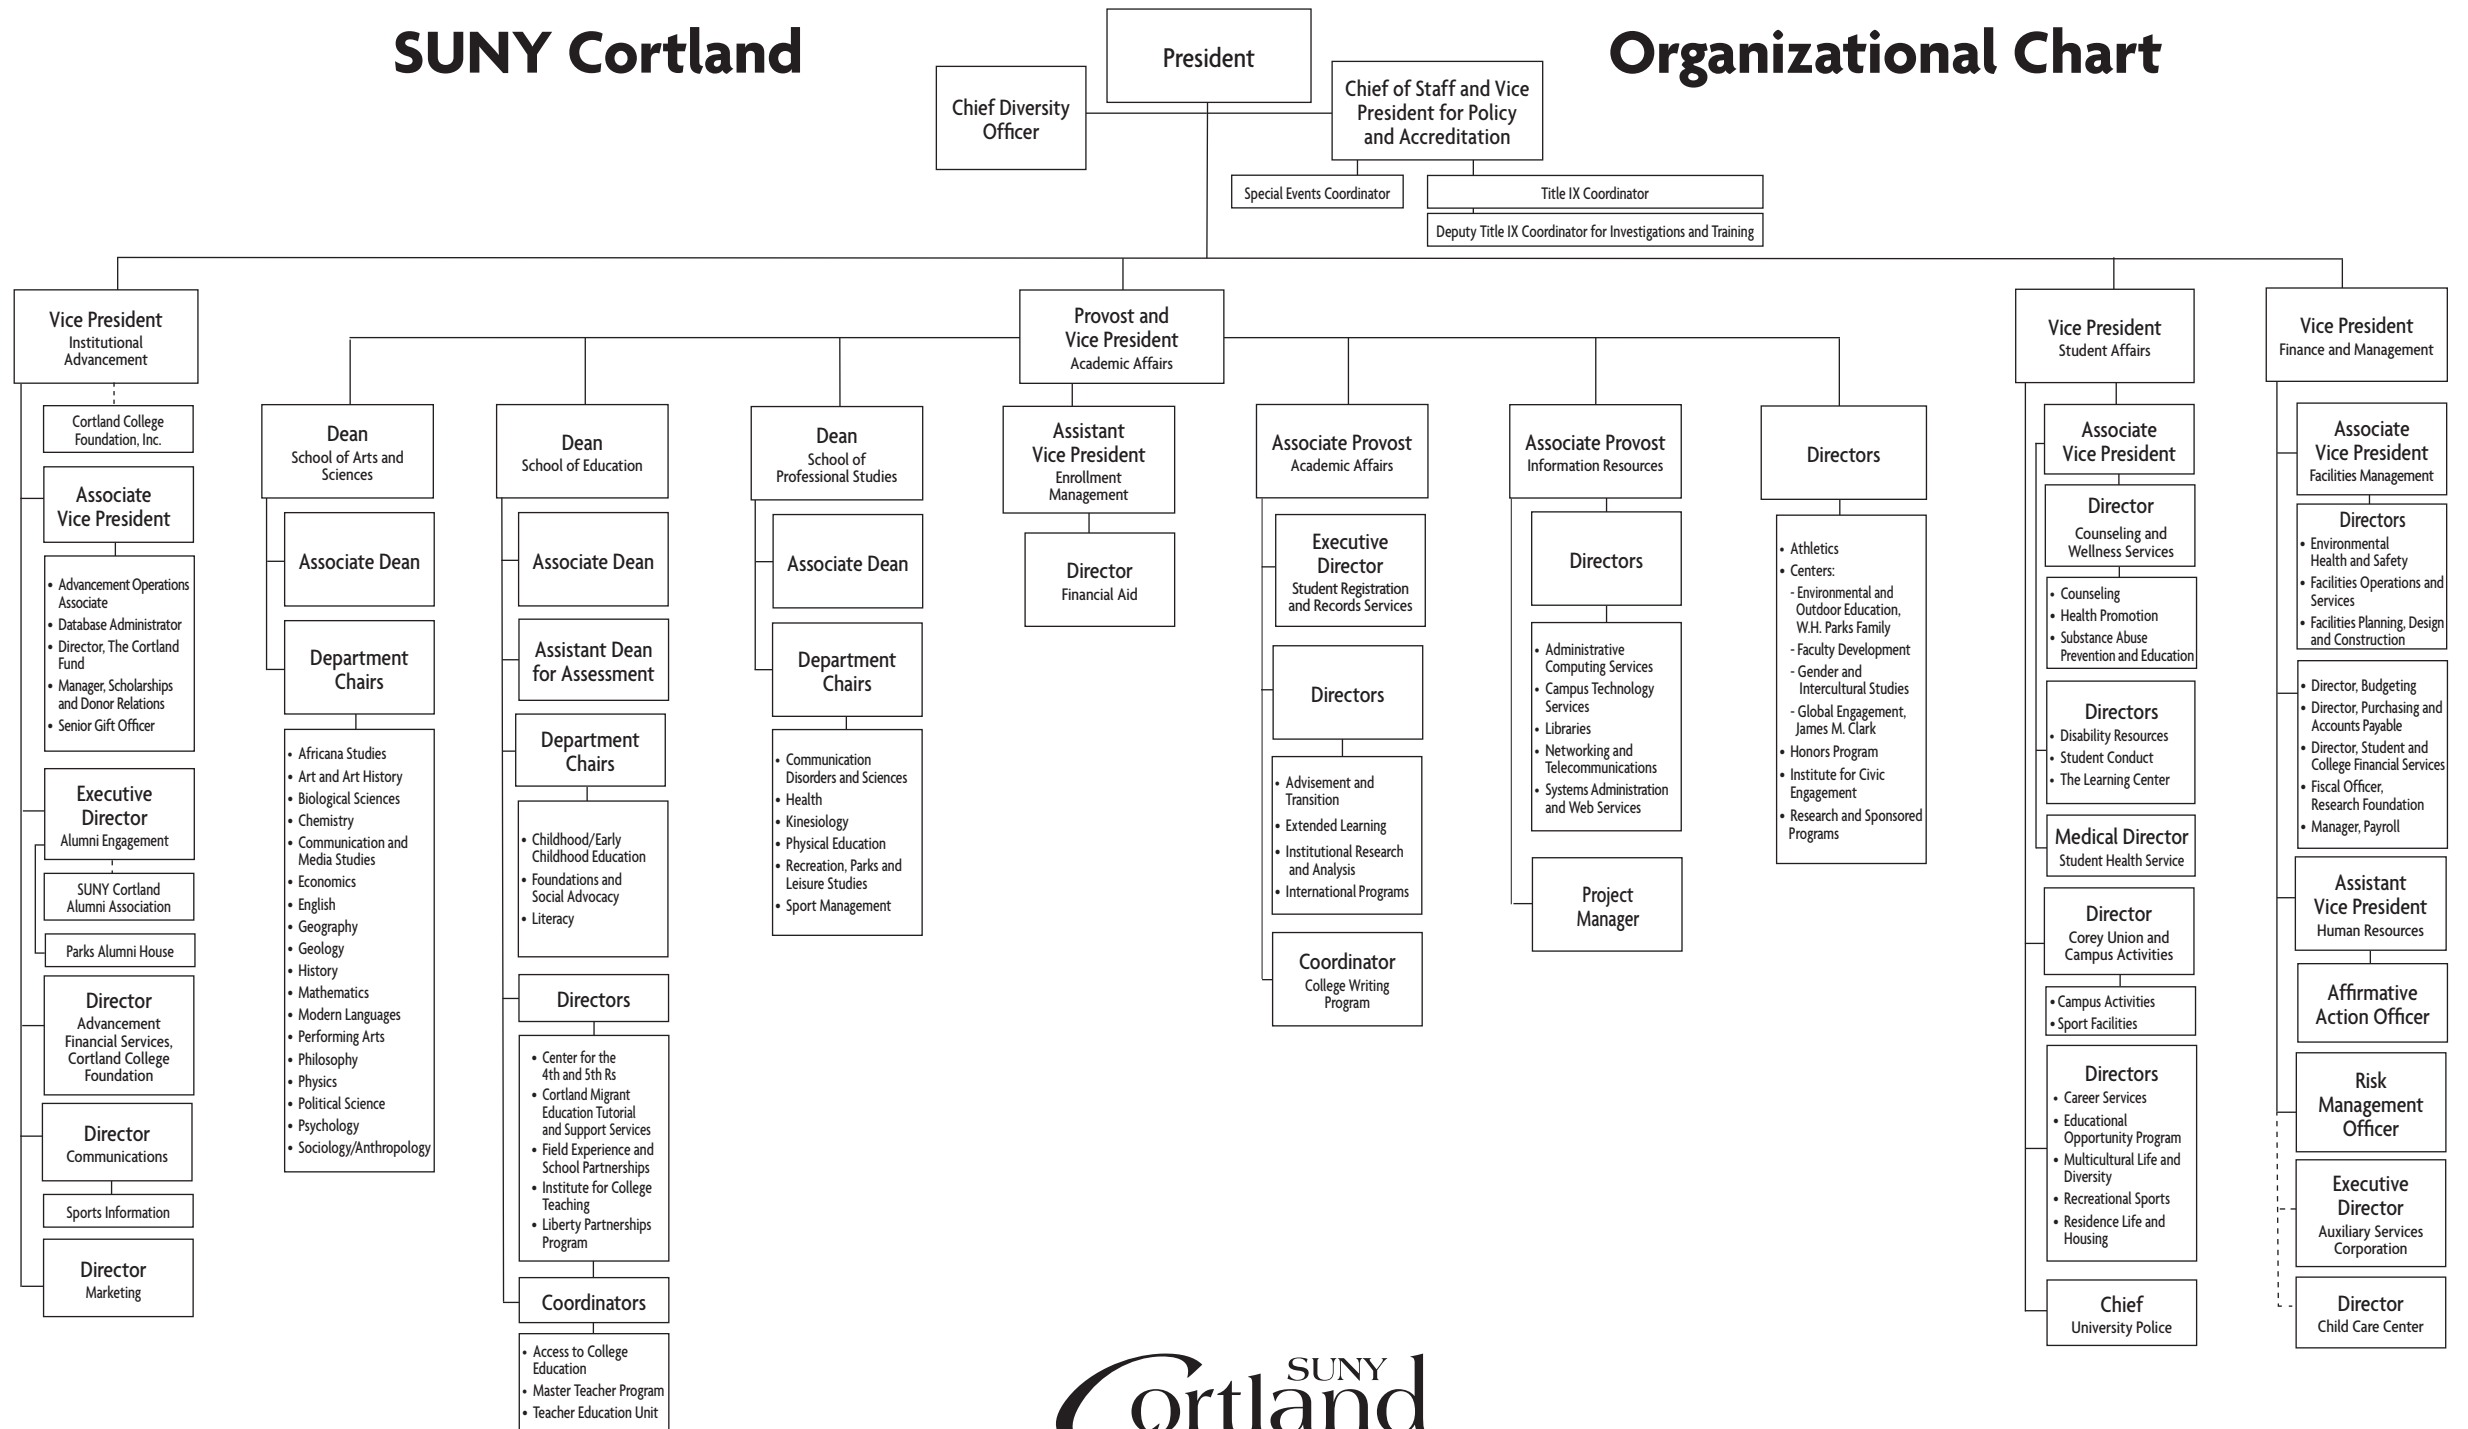 SUNY Cortland
Organizational Chart
President
Chief Diversity
Officer
Chief of Staff and Vice
President for Policy
and Accreditation
Special Events Coordinator
Title IX Coordinator
Deputy Title IX Coordinator for Investigations and Training
Vice President
Institutional
Advancement
Cortland College
Foundation, Inc.
Associate
Vice President
• Advancement Operations
Associate
• Database Administrator
• Director, The Cortland
Fund
• Manager, Scholarships
and Donor Relations
• Senior Gift Officer
Executive
Director
Alumni Engagement
SUNY Cortland
Alumni Association
Parks Alumni House
Director
Advancement
Financial Services,
Cortland College
Foundation
Director
Communications
Sports Information
Director
Marketing
Provost and
Vice President
Academic Affairs
Dean
School of Arts and
Sciences
Associate Dean
Department
Chairs
• Africana Studies
• Art and Art History
• Biological Sciences
• Chemistry
• Communication and
Media Studies
• Economics
• English
• Geography
• Geology
• History
• Mathematics
• Modern Languages
• Performing Arts
• Philosophy
• Physics
• Political Science
• Psychology
• Sociology/Anthropology
Dean
School of Education
Associate Dean
Assistant Dean
for Assessment
Department
Chairs
• Childhood/Early
Childhood Education
• Foundations and
Social Advocacy
• Literacy
Directors
• Center for the
4th and 5th Rs
• Cortland Migrant
Education Tutorial
and Support Services
• Field Experience and
School Partnerships
• Institute for College
Teaching
• Liberty Partnerships
Program
Coordinators
• Access to College
Education
• Master Teacher Program
• Teacher Education Unit
Dean
School of
Professional Studies
Associate Dean
Department
Chairs
• Communication
Disorders and Sciences
• Health
• Kinesiology
• Physical Education
• Recreation, Parks and
Leisure Studies
• Sport Management
Assistant
Vice President
Enrollment
Management
Director
Financial Aid
Associate Provost
Academic Affairs
Executive
Director
Student Registration
and Records Services
Directors
• Advisement and
Transition
• Extended Learning
• Institutional Research
and Analysis
• International Programs
Coordinator
College Writing
Program
Associate Provost
Information Resources
Directors
• Administrative
Computing Services
• Campus Technology
Services
• Libraries
• Networking and
Telecommunications
• Systems Administration
and Web Services
Project
Manager
Directors
• Athletics
• Centers:
- Environmental and
Outdoor Education,
W.H. Parks Family
- Faculty Development
- Gender and
Intercultural Studies
- Global Engagement,
James M. Clark
• Honors Program
• Institute for Civic
Engagement
• Research and Sponsored
Programs
Vice President
Student Affairs
Associate
Vice President
Director
Counseling and
Wellness Services
• Counseling
• Health Promotion
• Substance Abuse
Prevention and Education
Directors
• Disability Resources
• Student Conduct
• The Learning Center
Medical Director
Student Health Service
Director
Corey Union and
Campus Activities
• Campus Activities
• Sport Facilities
Directors
• Career Services
• Educational
Opportunity Program
• Multicultural Life and
Diversity
• Recreational Sports
• Residence Life and
Housing
Chief
University Police
Vice President
Finance and Management
Associate
Vice President
Facilities Management
Directors
• Environmental
Health and Safety
• Facilities Operations and
Services
• Facilities Planning, Design
and Construction
• Director, Budgeting
• Director, Purchasing and
Accounts Payable
• Director, Student and
College Financial Services
• Fiscal Officer,
Research Foundation
• Manager, Payroll
Assistant
Vice President
Human Resources
Affirmative
Action Officer
Risk
Management
Officer
Executive
Director
Auxiliary Services
Corporation
Director
Child Care Center
SUNY
Cortland